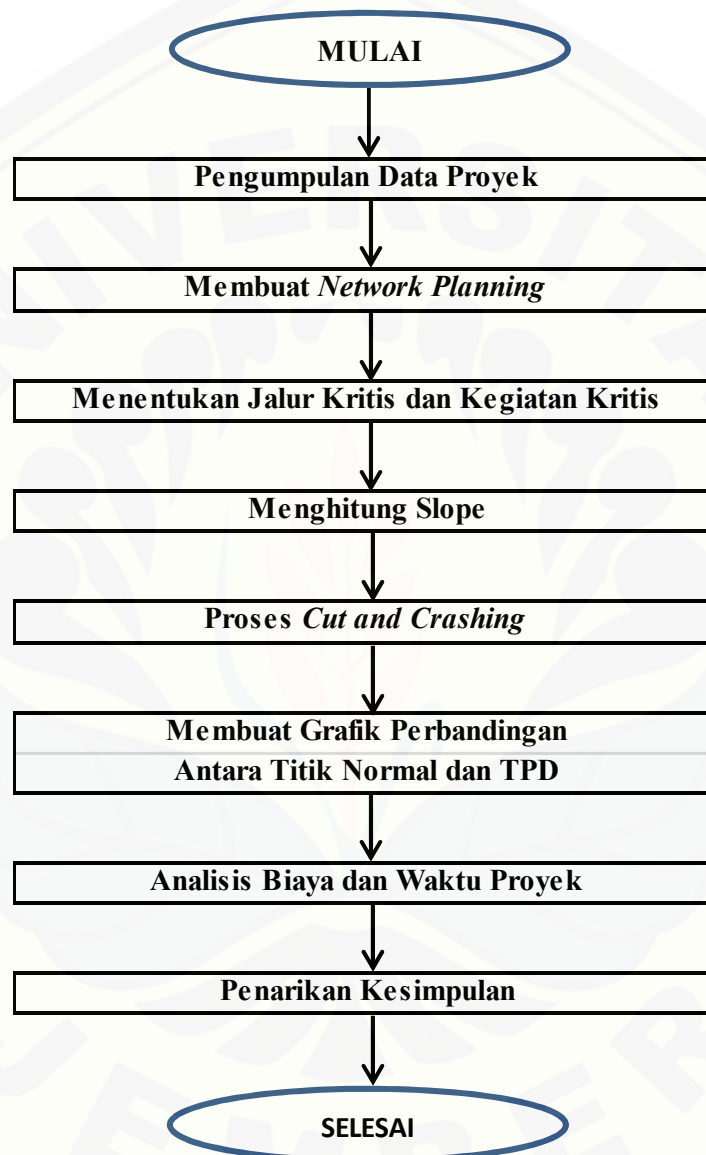 MULAI
Pengumpulan Data Proyek
Membuat Network Planning
Menentukan Jalur Kritis dan Kegiatan Kritis
Menghitung Slope
Proses Cut and Crashing
Membuat Grafik Perbandingan
Antara Titik Normal dan TPD
Analisis Biaya dan Waktu Proyek
Penarikan Kesimpulan
SELESAI